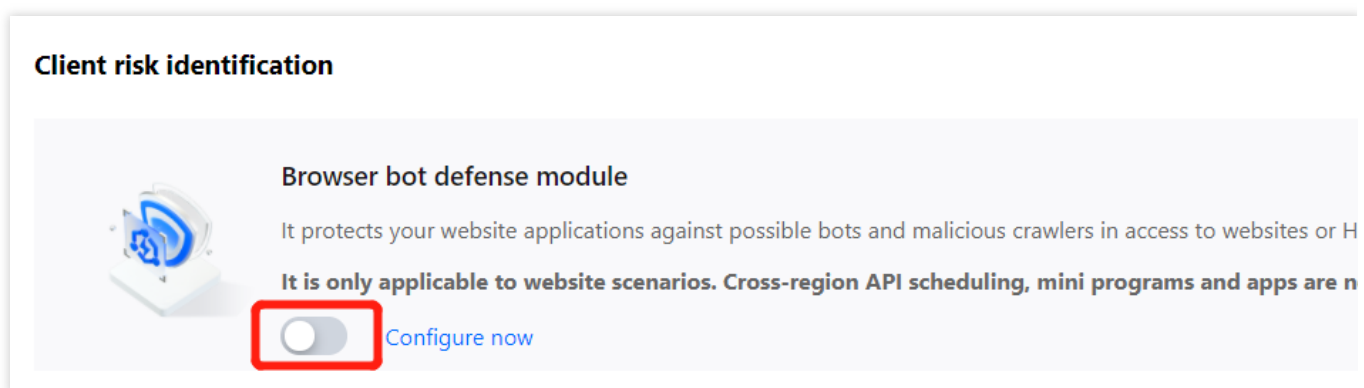 Client risk identification
Browser bot defense module
It protects your website applications against possible bots and malicious crawlers in access to websites or H
It is only applicable to website scenarios. Cross-region API scheduling, mini programs and apps are n
Configure now